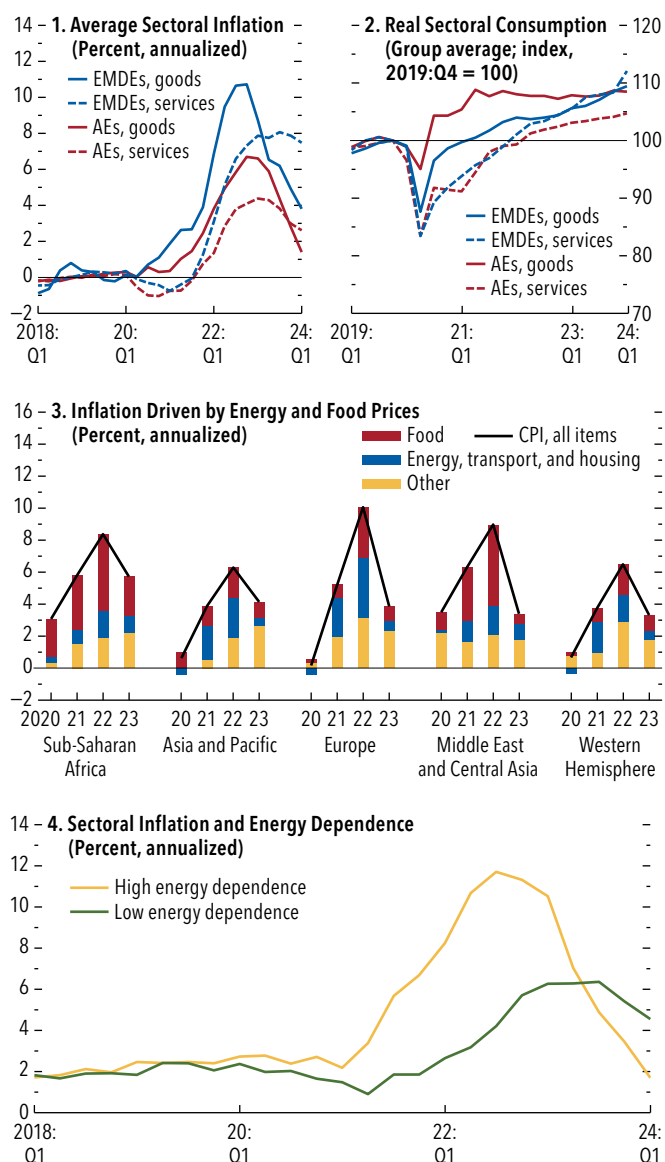 1. Average Sectoral Inflation
(Percent, annualized)
EMDEs, goods
EMDEs, services
AEs, goods
AEs, services
14
12
10
8
6
4
2
0
−2
2018:
Q1
20:
Q1
22:
Q1
24:
Q1
2. Real Sectoral Consumption
(Group average; index,
2019:Q4 = 100)
120
110
100
90
80
70
EMDEs, goods
EMDEs, services
AEs, goods
AEs, services
2019:
Q1
21:
Q1
23:
Q1
24:
Q1
3. Inflation Driven by Energy and Food Prices
(Percent, annualized)
Food
CPI, all items
Energy, transport, and housing
Other
16
14
12
10
8
6
4
2
0
−2
2020 21 22 23
20 21 22 23
20 21 22 23
20 21 22 23
20 21 22 23
Sub-Saharan
Africa
Asia and Pacific
Europe
Middle East
and Central Asia
Western
Hemisphere
4. Sectoral Inflation and Energy Dependence
(Percent, annualized)
High energy dependence
Low energy dependence
14
12
10
8
6
4
2
0
2018:
Q1
20:
Q1
22:
Q1
24:
Q1